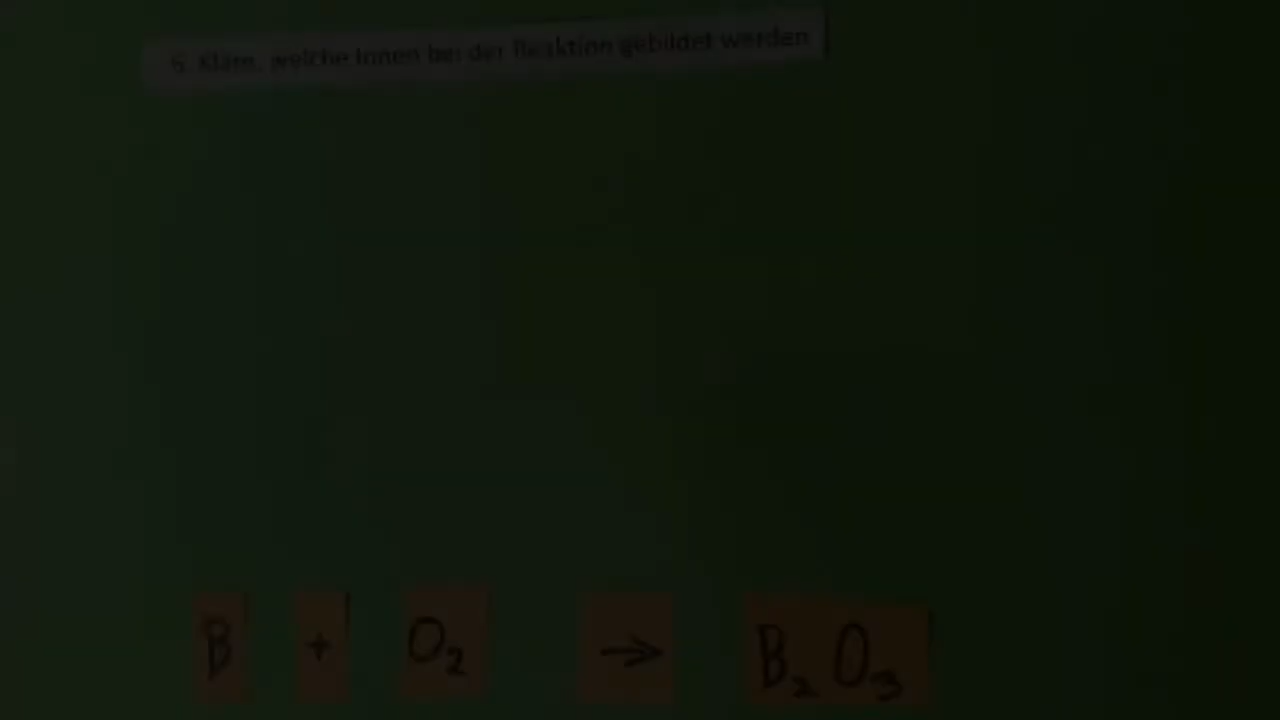 5. Kläre, welche Ionen bei der Reaktion gebildet werden
B + O₂ → B₂O₃